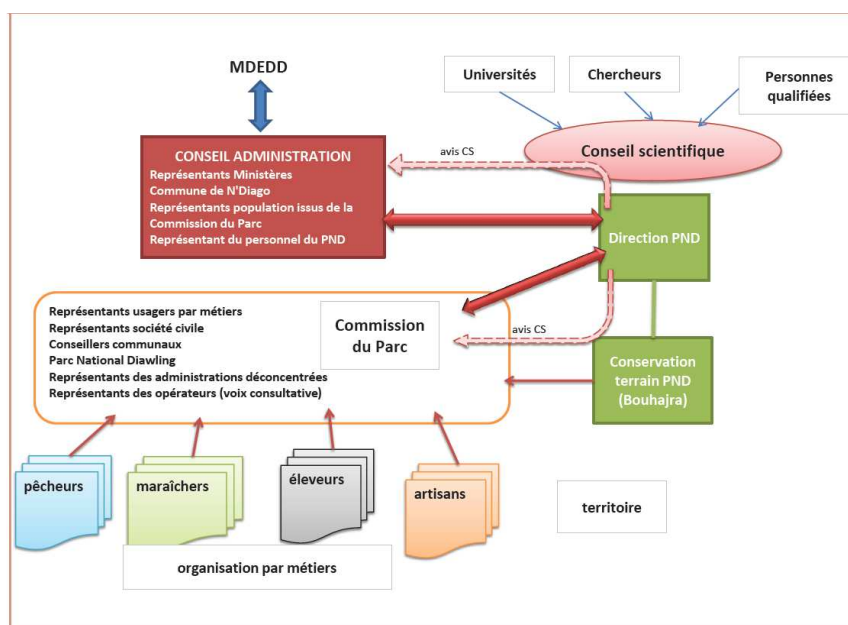 MDEDD
Universités
Chercheurs
Personnes
qualifiées
CONSEIL ADMINISTRATION
Représentants Ministères
Commune de N'Diago
Représentants population issus de la
Commission du Parc
Représentant du personnel du PND
avis CS
Conseil scientifique
Direction PND
Représentants usagers par métiers
Représentants société civile
Conseillers communaux
Parc National Diawling
Représentants des administrations déconcentrées
Représentants des opérateurs (voix consultative)
Commission
du Parc
avis CS
Conservation
terrain PND
(Bouhajra)
pêcheurs
maraîchers
éleveurs
artisans
territoire
organisation par métiers